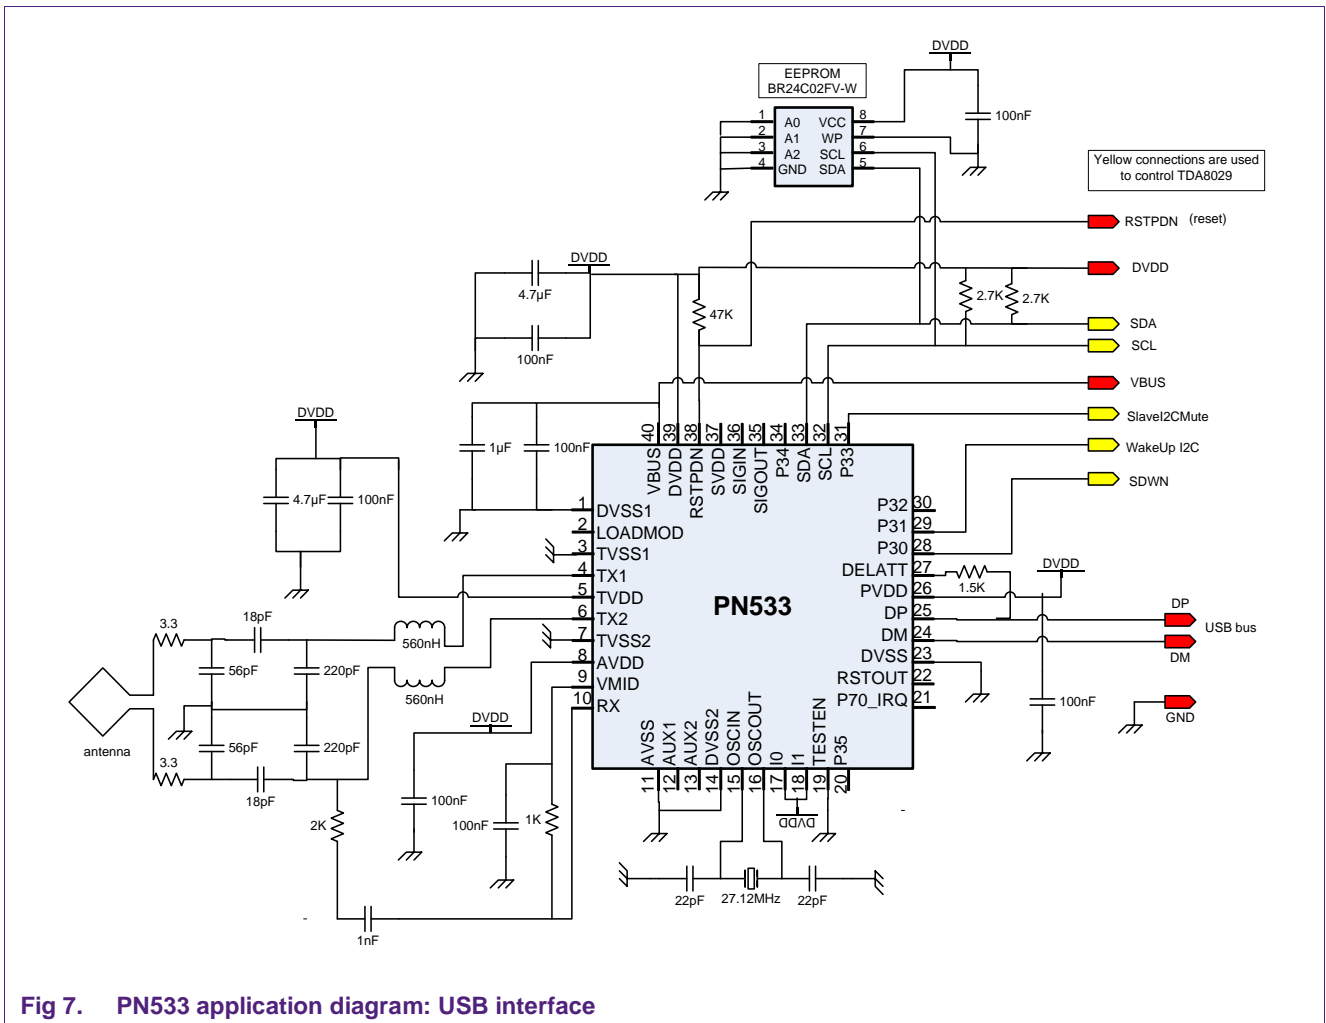 DVDD
EEPROM
BR24C02FV-W
1 A0 VCC 8
2 A1 WP 7
3 A2 SCL 6
4 GND SDA 5
100nF
Yellow connections are used
to control TDA8029
RSTPDN (reset)
DVDD
DVDD
4.7µF
2.7K
2.7K
47K
SDA
100nF
SCL
VBUS
SlaveI2CMute
DVDD
1µF
100nF
WakeUp I2C
SDWN
4.7µF
100nF
40 VBUS
39 DVDD
38 RSTPDN
37 SVDD
36 SIGIN
35 SIGOUT
34 P34
33 SDA
32 SCL
31 P33
1 DVSS1
2 LOADMOD
3 TVSS1
4 TX1
5 TVDD
6 TX2
7 TVSS2
8 AVDD
9 VMID
10 RX
PN533
P32 30
P31 29
P30 28
DELATT 27
PVDD 26
DP 25
DM 24
DVSS 23
RSTOUT 22
P70_IRQ 21
1.5K
DVDD
DP
USB bus
DM
100nF
GND
3.3
18pF
560nH
56pF
220pF
560nH
antenna
56pF
220pF
3.3
18pF
DVDD
100nF
2K
100nF
1K
11 AVSS
12 AUX1
13 AUX2
14 DVSS2
15 OSCIN
16 OSCOUT
17 I0
18 I1
19 TESTEN
20 P35
DVDD
22pF
27.12MHz
22pF
1nF
Fig 7. PN533 application diagram: USB interface